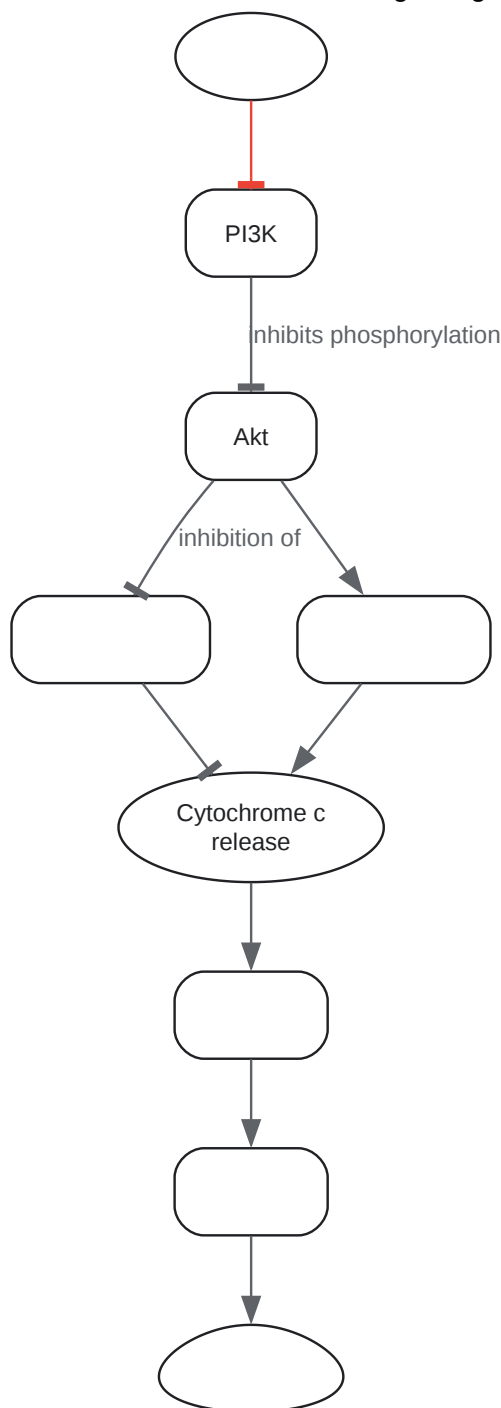 PI3K
inhibits phosphorylation
Akt
inhibition of
Cytochrome c
release